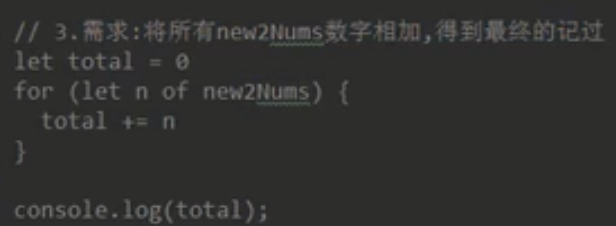 // 3.需求:将所有new2Nums数字相加,得到最终的记过
let total = 0
for (let n of new2Nums) {
  total += n
}
console.log(total);